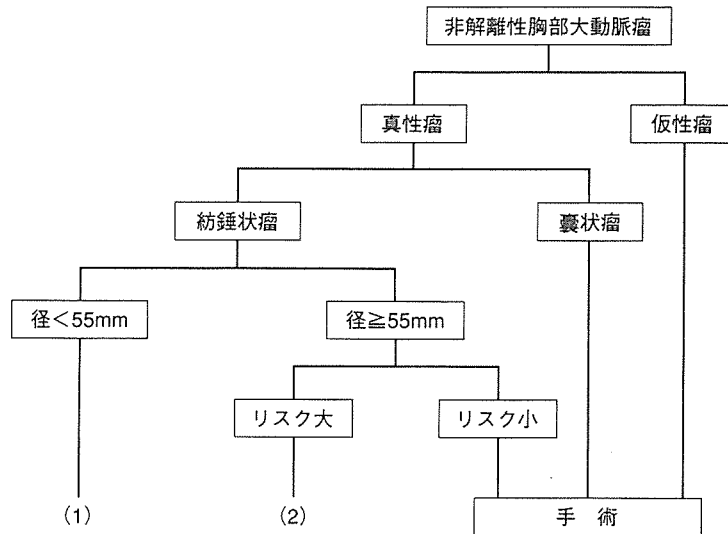 非解離性胸部大動脈瘤
真性瘤
仮性瘤
紡錘状瘤
嚢状瘤
径<55mm
径≧55mm
リスク大
リスク小
(1)
(2)
手 術